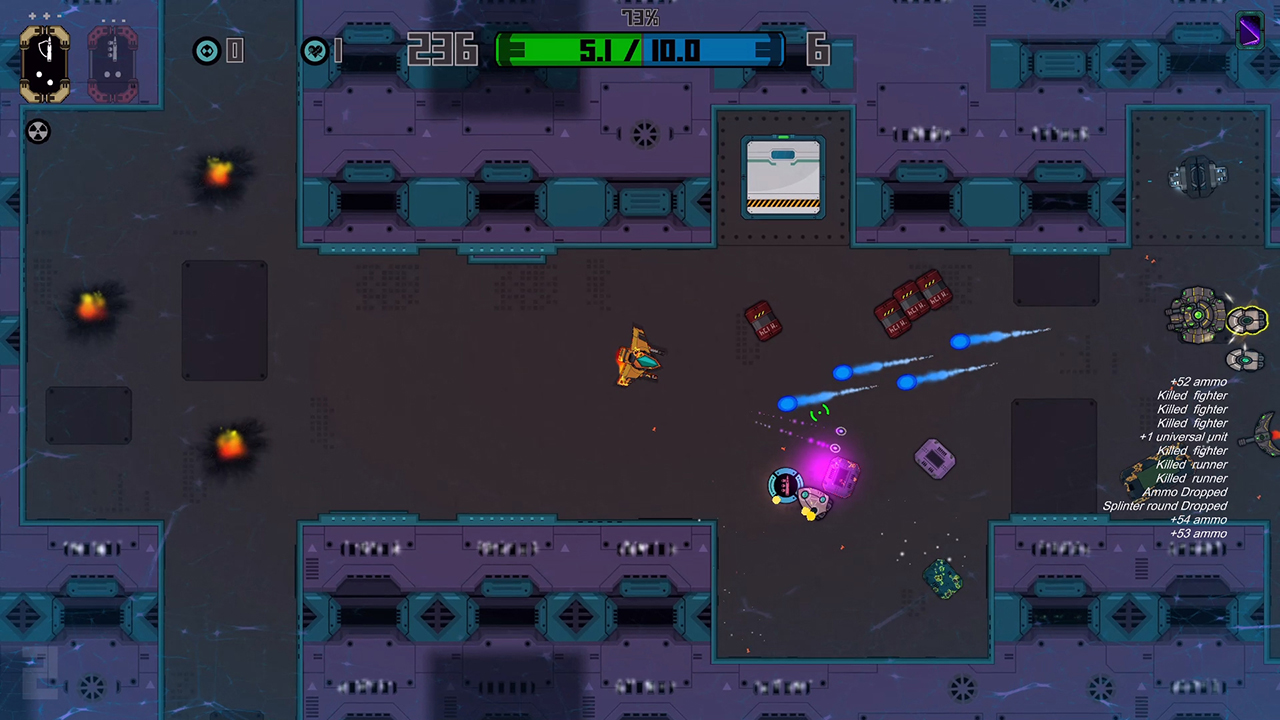 73%
0
1
236
5.1 / 10.0
6
+52 ammo
Killed fighter
Killed fighter
Killed fighter
+1 universal unit
Killed fighter
Killed runner
Killed runner
Ammo Dropped
Splinter round Dropped
+54 ammo
+53 ammo
2